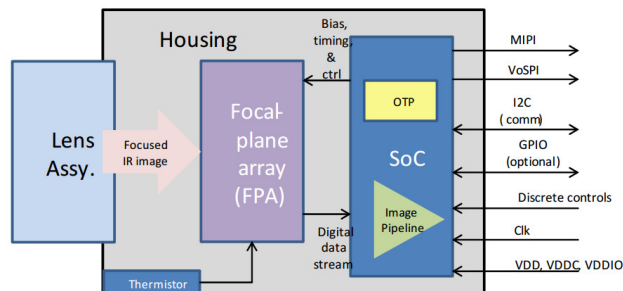 Housing
Bias,
timing,
&
ctrl
MIPI
VoSPI
OTP
I2C
( comm)
GPIO
(optional)
Lens
Assy.
Focused
IR image
Focal-
plane
array
(FPA)
SoC
Image
Pipeline
Digital
data
stream
Discrete controls
Clk
VDD, VDDC, VDDIO
Thermistor